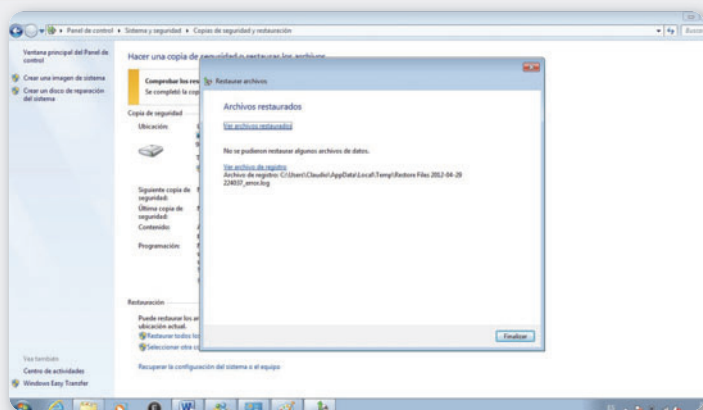 Panel de control ▸ Sistema y seguridad ▸ Copias de seguridad y restauración
Ventana principal del Panel de control
Crear una imagen de sistema
Crear un disco de reparación del sistema
Hacer una copia de seguridad o restaurar los archivos
Comprobar los
Se completó la
Copia de seguridad
Ubicación:
Siguiente copia de seguridad:
Última copia de seguridad:
Contenido:
Programación:
Restauración
Puede restaurar los
ubicación actual.
Restaurar todos
Seleccionar otra
Recuperar la configuración del sistema o el equipo
Vea también
Centro de actividades
Windows Easy Transfer
Restaurar archivos
Archivos restaurados
Ver archivos restaurados
No se pudieron restaurar algunos archivos de datos.
Ver archivo de registro
Archivo de registro: C:\Users\Claudio\AppData\Local\Temp\Restore Files 2012-04-29
224037_error.log
Finalizar